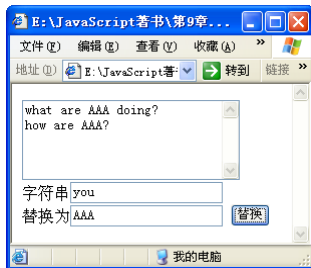 E:\JavaScript著书\第9章...
文件(F) 编辑(E) 查看(V) 收藏(A) »
地址(D) E:\JavaScript著 转到 链接 »
what are AAA doing?
how are AAA?
字符串 you
替换为 AAA 替换
我的电脑